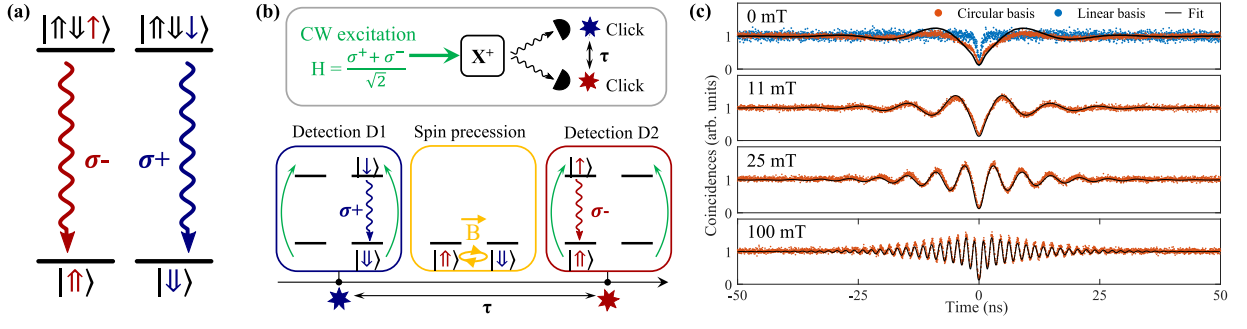 (a)
|⇑⇓↑⟩ |⇑⇓↓⟩
σ- σ+
|⇑⟩ |⇓⟩
(b)
CW excitation
H = σ⁺ + σ⁻ / √2
X⁺
Click
τ
Click
Detection D1 Spin precession Detection D2
|↓⟩ |↑⟩
σ+ B⃗ σ-
|⇓⟩ |⇑⟩ |⇓⟩ |⇑⟩
τ
(c)
0 mT Circular basis Linear basis Fit
1
0
11 mT
1
0
25 mT
1
0
100 mT
1
0
Coincidences (arb. units)
-50 -25 0 25 50
Time (ns)